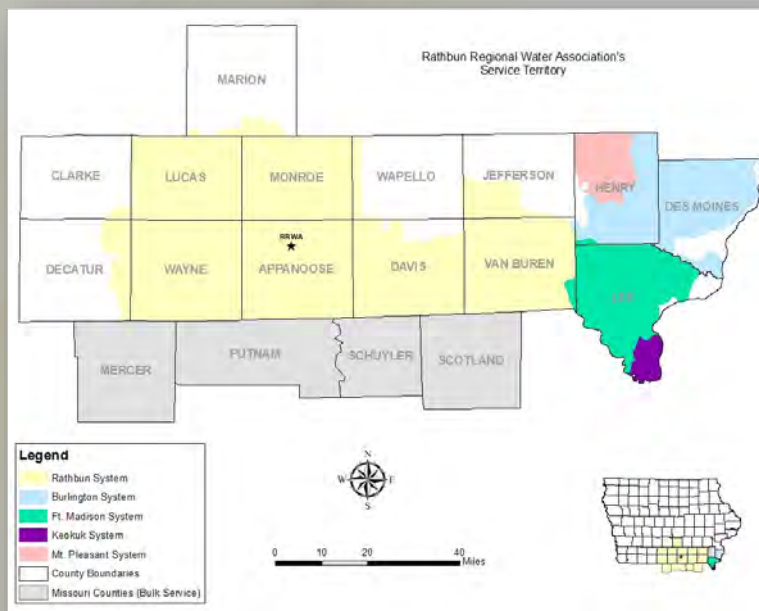 Rathbun Regional Water Association's
Service Territory
MARION
CLARKE
LUCAS
MONROE
WAPELLO
JEFFERSON
HENRY
DES MOINES
RRWA
DECATUR
WAYNE
APPANOOSE
DAVIS
VAN BUREN
LEE
MERCER
PUTNAM
SCHUYLER
SCOTLAND
Legend
Rathbun System
Burlington System
Ft. Madison System
Keokuk System
Mt. Pleasant System
County Boundaries
Missouri Counties (Bulk Service)
N
W E
S
0 10 20 40
Miles